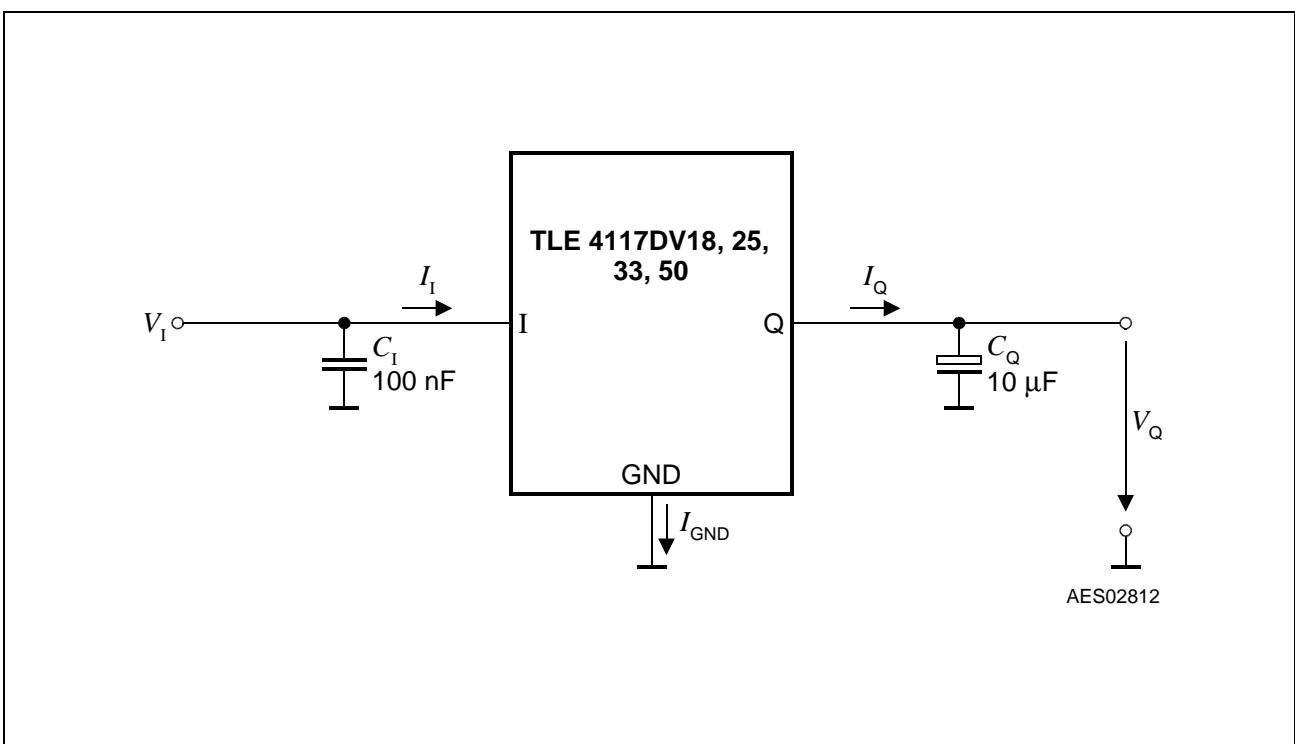 TLE 4117DV18, 25,
33, 50
I_I
I_Q
V_I
I
Q
C_I
100 nF
C_Q
10 µF
V_Q
GND
I_GND
AES02812